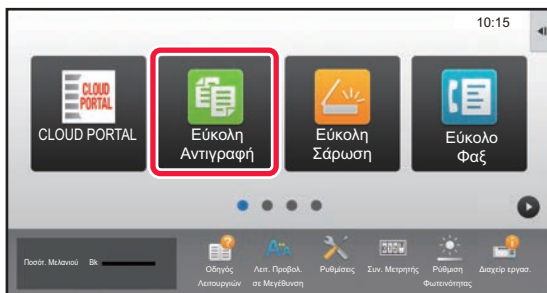 10:15
CLOUD
PORTAL
CLOUD PORTAL
Εύκολη
Αντιγραφή
Εύκολη
Σάρωση
Εύκολο
Φαξ
Ποσότ. Μελανιού Bk
Οδηγός
Λειτουργιών
Λειτ. Προβολ.
σε Μεγέθυνση
Ρυθμίσεις
Συν. Μετρητής
Ρύθμιση
Φωτεινότητας
Διαχείρ εργασ.